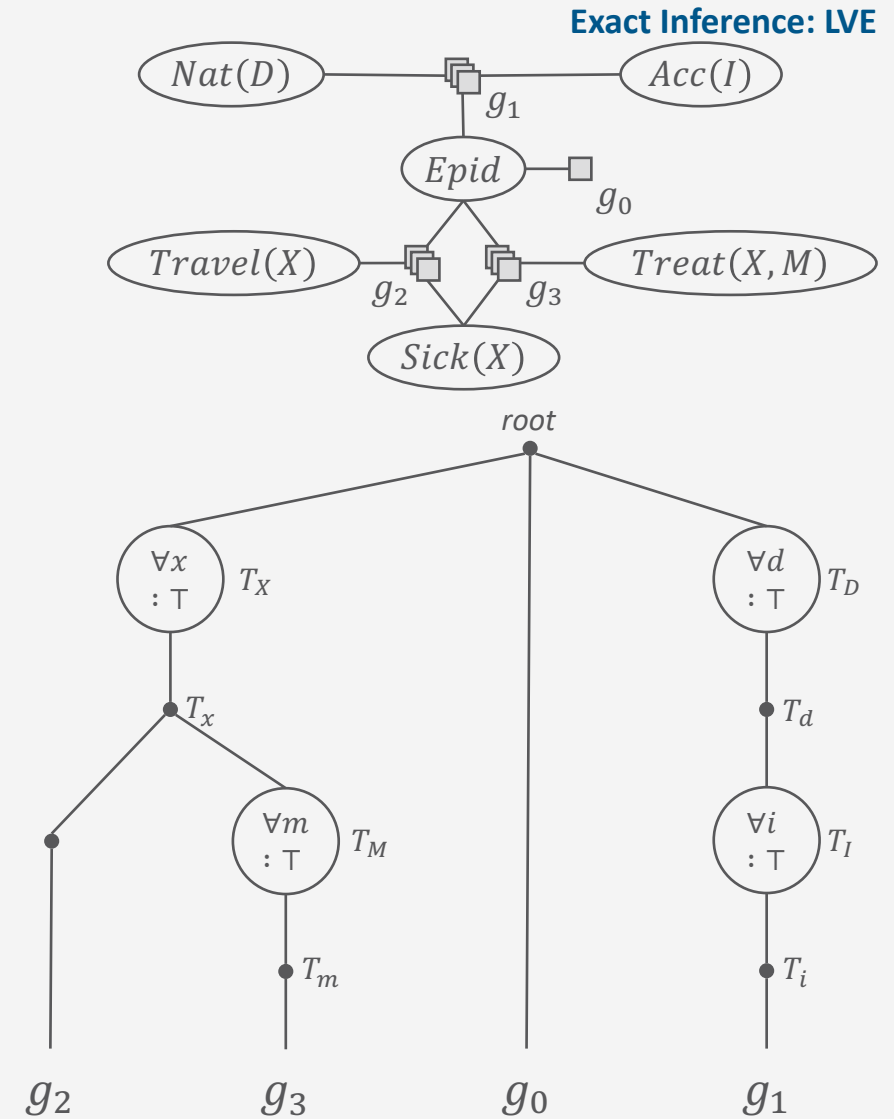 Exact Inference: LVE
Nat(D)
Acc(I)
g₁
Epid
g₀
Travel(X)
Treat(X, M)
g₂
g₃
Sick(X)
root
∀x
: ⊤
T_X
∀d
: ⊤
T_D
T_x
T_d
∀m
: ⊤
T_M
∀i
: ⊤
T_I
T_m
T_i
g₂
g₃
g₀
g₁